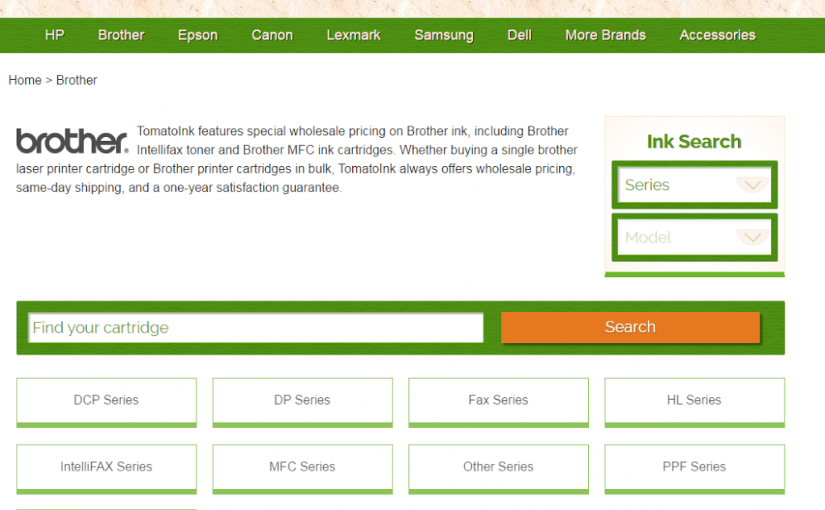 HP Brother Epson Canon Lexmark Samsung Dell More Brands Accessories
Home > Brother
brother.
TomatoInk features special wholesale pricing on Brother ink, including Brother
Intellifax toner and Brother MFC ink cartridges. Whether buying a single brother
laser printer cartridge or Brother printer cartridges in bulk, TomatoInk always offers wholesale pricing,
same-day shipping, and a one-year satisfaction guarantee.
Ink Search
Series
Model
Find your cartridge
Search
DCP Series DP Series Fax Series HL Series
IntelliFAX Series MFC Series Other Series PPF Series